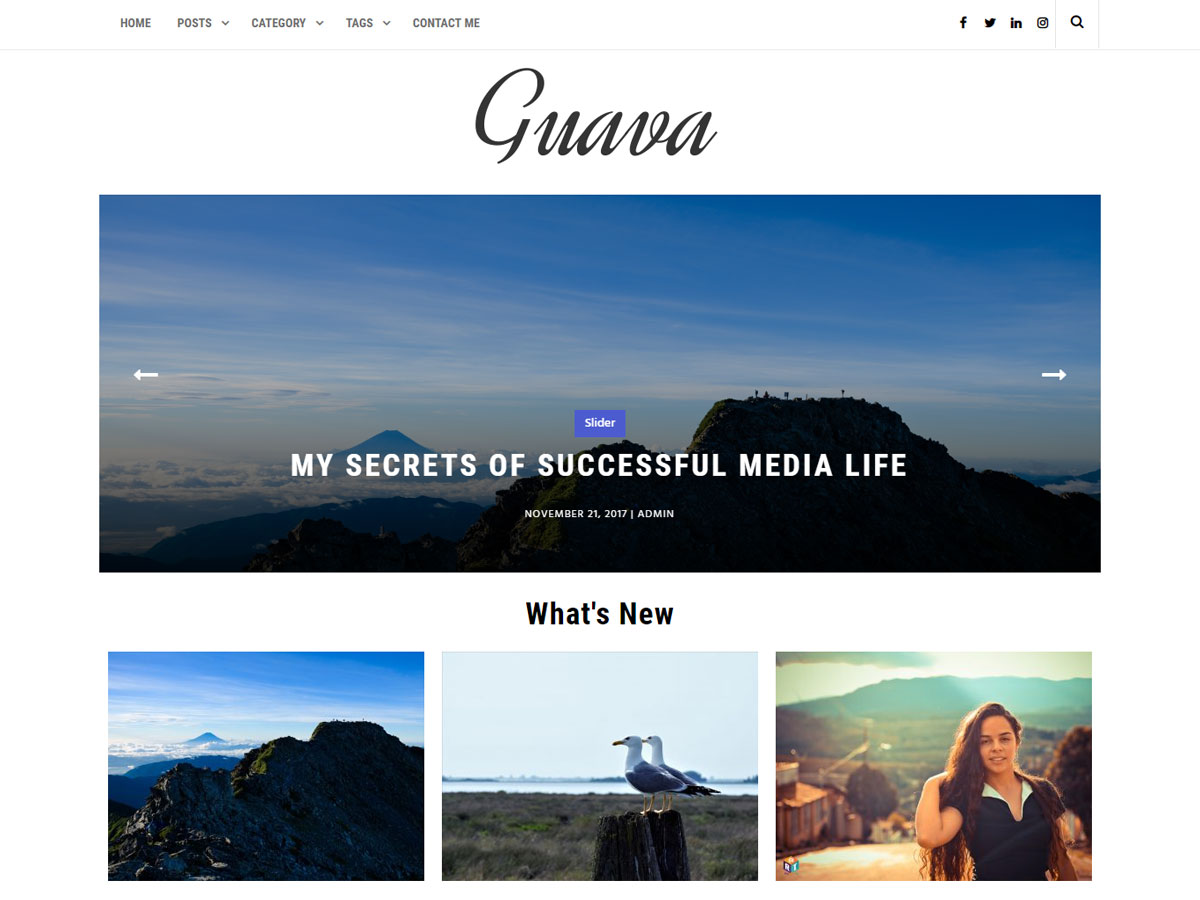 HOME POSTS CATEGORY TAGS CONTACT ME
Guava
Slider
MY SECRETS OF SUCCESSFUL MEDIA LIFE
NOVEMBER 21, 2017 | ADMIN
What's New